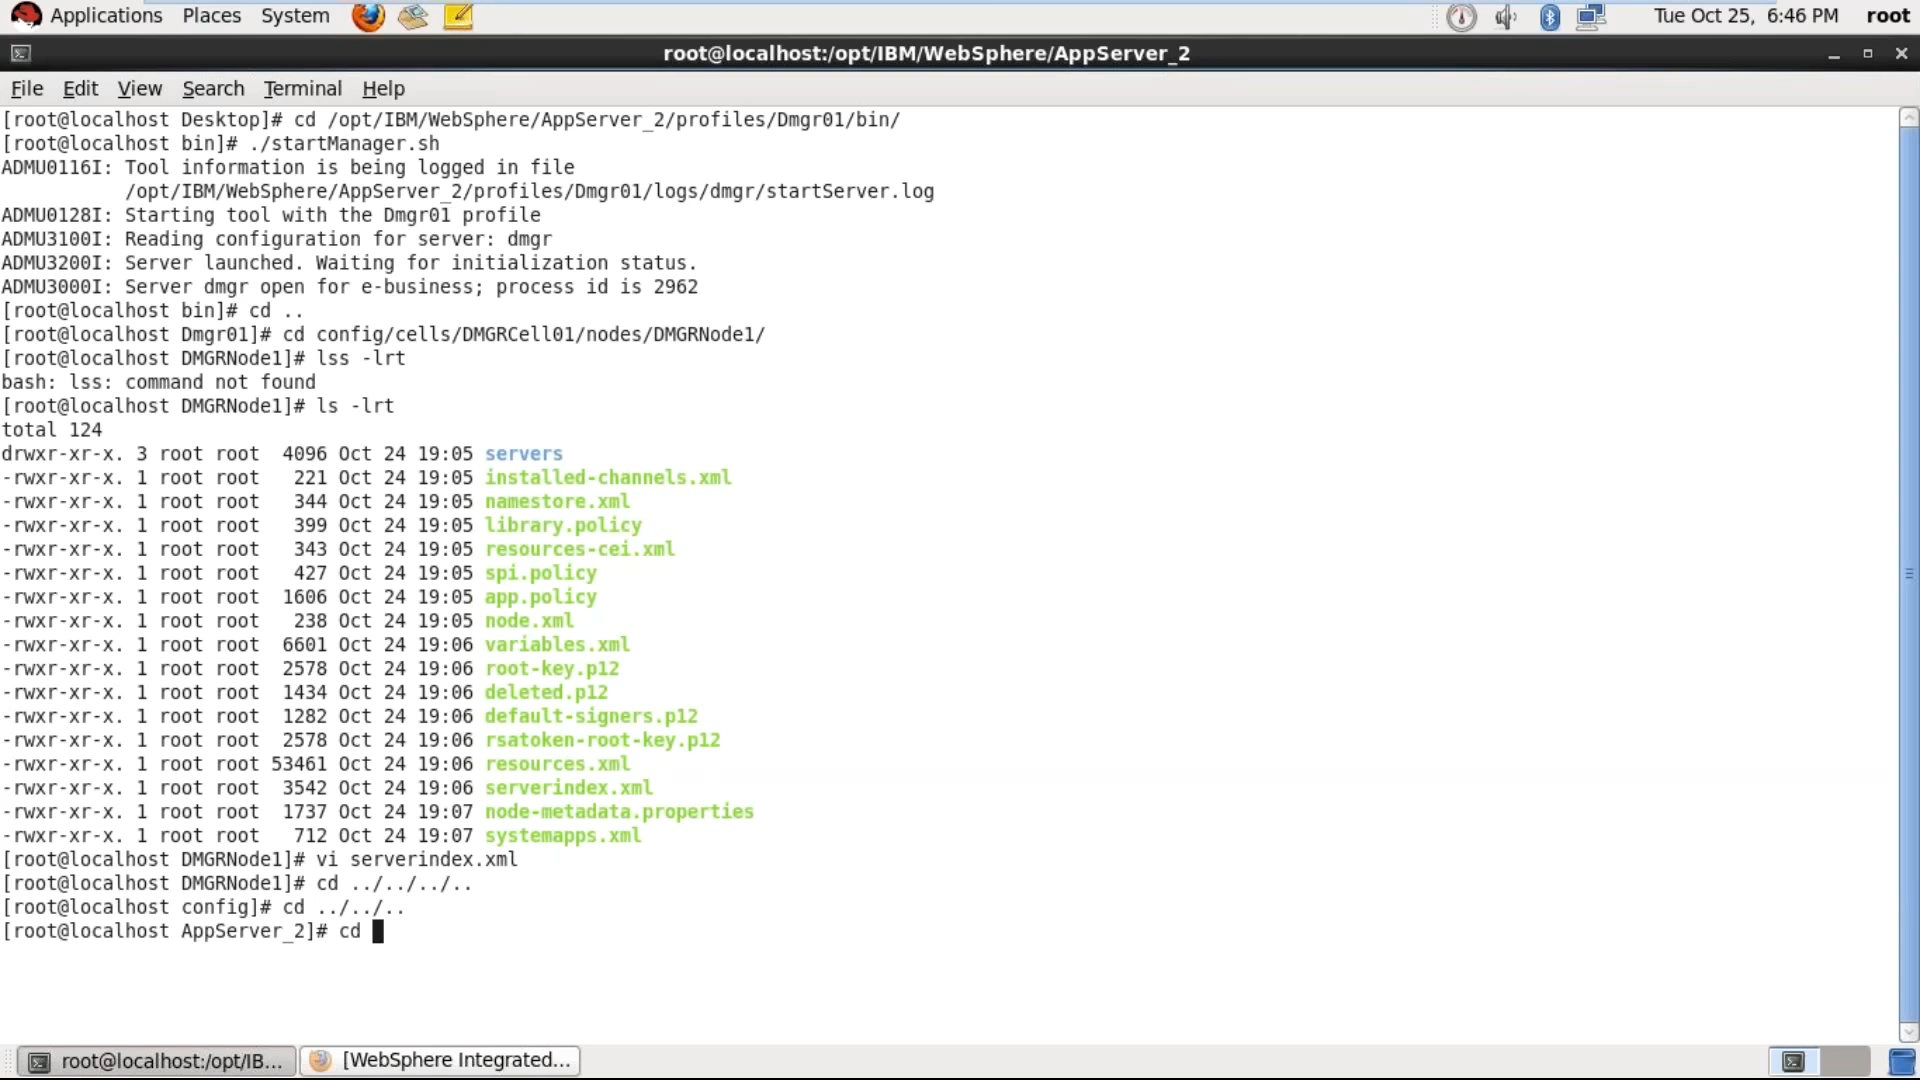 Applications Places System Tue Oct 25, 6:46 PM root
root@localhost:/opt/IBM/WebSphere/AppServer_2
File Edit View Search Terminal Help
[root@localhost Desktop]# cd /opt/IBM/WebSphere/AppServer_2/profiles/Dmgr01/bin/
[root@localhost bin]# ./startManager.sh
ADMU0116I: Tool information is being logged in file
/opt/IBM/WebSphere/AppServer_2/profiles/Dmgr01/logs/dmgr/startServer.log
ADMU0128I: Starting tool with the Dmgr01 profile
ADMU3100I: Reading configuration for server: dmgr
ADMU3200I: Server launched. Waiting for initialization status.
ADMU3000I: Server dmgr open for e-business; process id is 2962
[root@localhost bin]# cd ..
[root@localhost Dmgr01]# cd config/cells/DMGRCell01/nodes/DMGRNode1/
[root@localhost DMGRNode1]# lss -lrt
bash: lss: command not found
[root@localhost DMGRNode1]# ls -lrt
total 124
drwxr-xr-x. 3 root root  4096 Oct 24 19:05 servers
-rwxr-xr-x. 1 root root   221 Oct 24 19:05 installed-channels.xml
-rwxr-xr-x. 1 root root   344 Oct 24 19:05 namestore.xml
-rwxr-xr-x. 1 root root   399 Oct 24 19:05 library.policy
-rwxr-xr-x. 1 root root   343 Oct 24 19:05 resources-cei.xml
-rwxr-xr-x. 1 root root   427 Oct 24 19:05 spi.policy
-rwxr-xr-x. 1 root root  1606 Oct 24 19:05 app.policy
-rwxr-xr-x. 1 root root   238 Oct 24 19:05 node.xml
-rwxr-xr-x. 1 root root  6601 Oct 24 19:06 variables.xml
-rwxr-xr-x. 1 root root  2578 Oct 24 19:06 root-key.p12
-rwxr-xr-x. 1 root root  1434 Oct 24 19:06 deleted.p12
-rwxr-xr-x. 1 root root  1282 Oct 24 19:06 default-signers.p12
-rwxr-xr-x. 1 root root  2578 Oct 24 19:06 rsatoken-root-key.p12
-rwxr-xr-x. 1 root root 53461 Oct 24 19:06 resources.xml
-rwxr-xr-x. 1 root root  3542 Oct 24 19:06 serverindex.xml
-rwxr-xr-x. 1 root root  1737 Oct 24 19:07 node-metadata.properties
-rwxr-xr-x. 1 root root   712 Oct 24 19:07 systemapps.xml
[root@localhost DMGRNode1]# vi serverindex.xml
[root@localhost DMGRNode1]# cd ../../../..
[root@localhost config]# cd ../../..
[root@localhost AppServer_2]# cd
root@localhost:/opt/IB... [WebSphere Integrated...